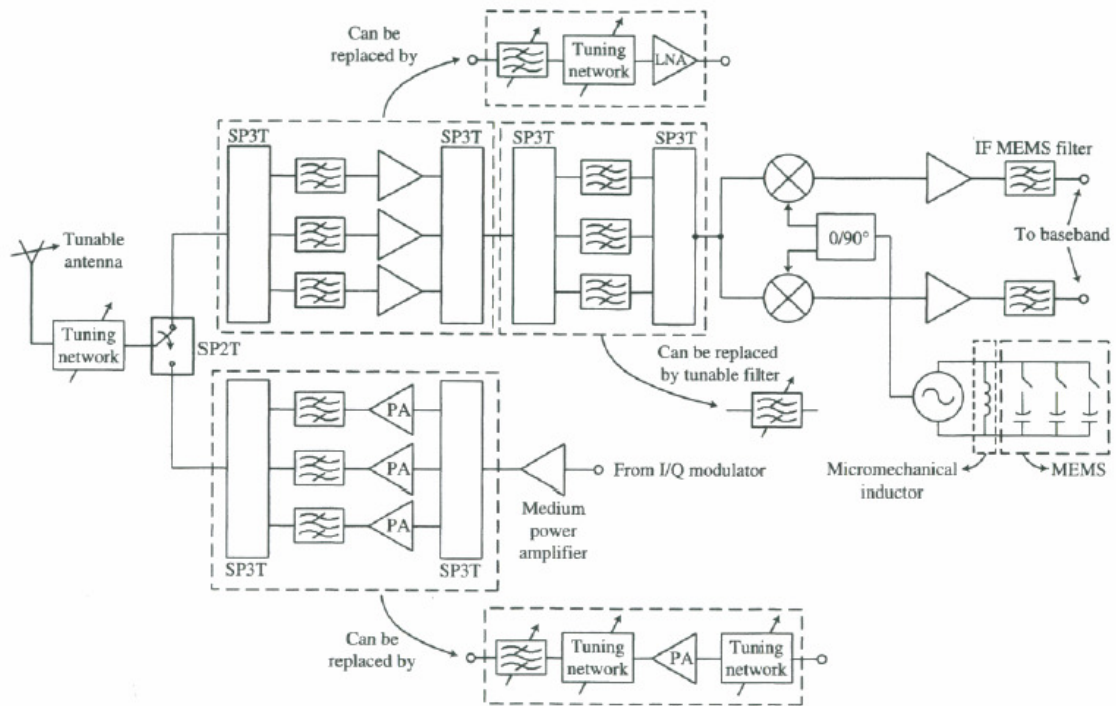 Can be
replaced by
Tuning
network
LNA
SP3T
SP3T
SP3T
SP3T
IF MEMS filter
Tunable
antenna
0/90°
To baseband
Tuning
network
SP2T
Can be replaced
by tunable filter
PA
PA
PA
From I/Q modulator
Medium
power
amplifier
Micromechanical
inductor
MEMS
SP3T
SP3T
Can be
replaced by
Tuning
network
PA
Tuning
network